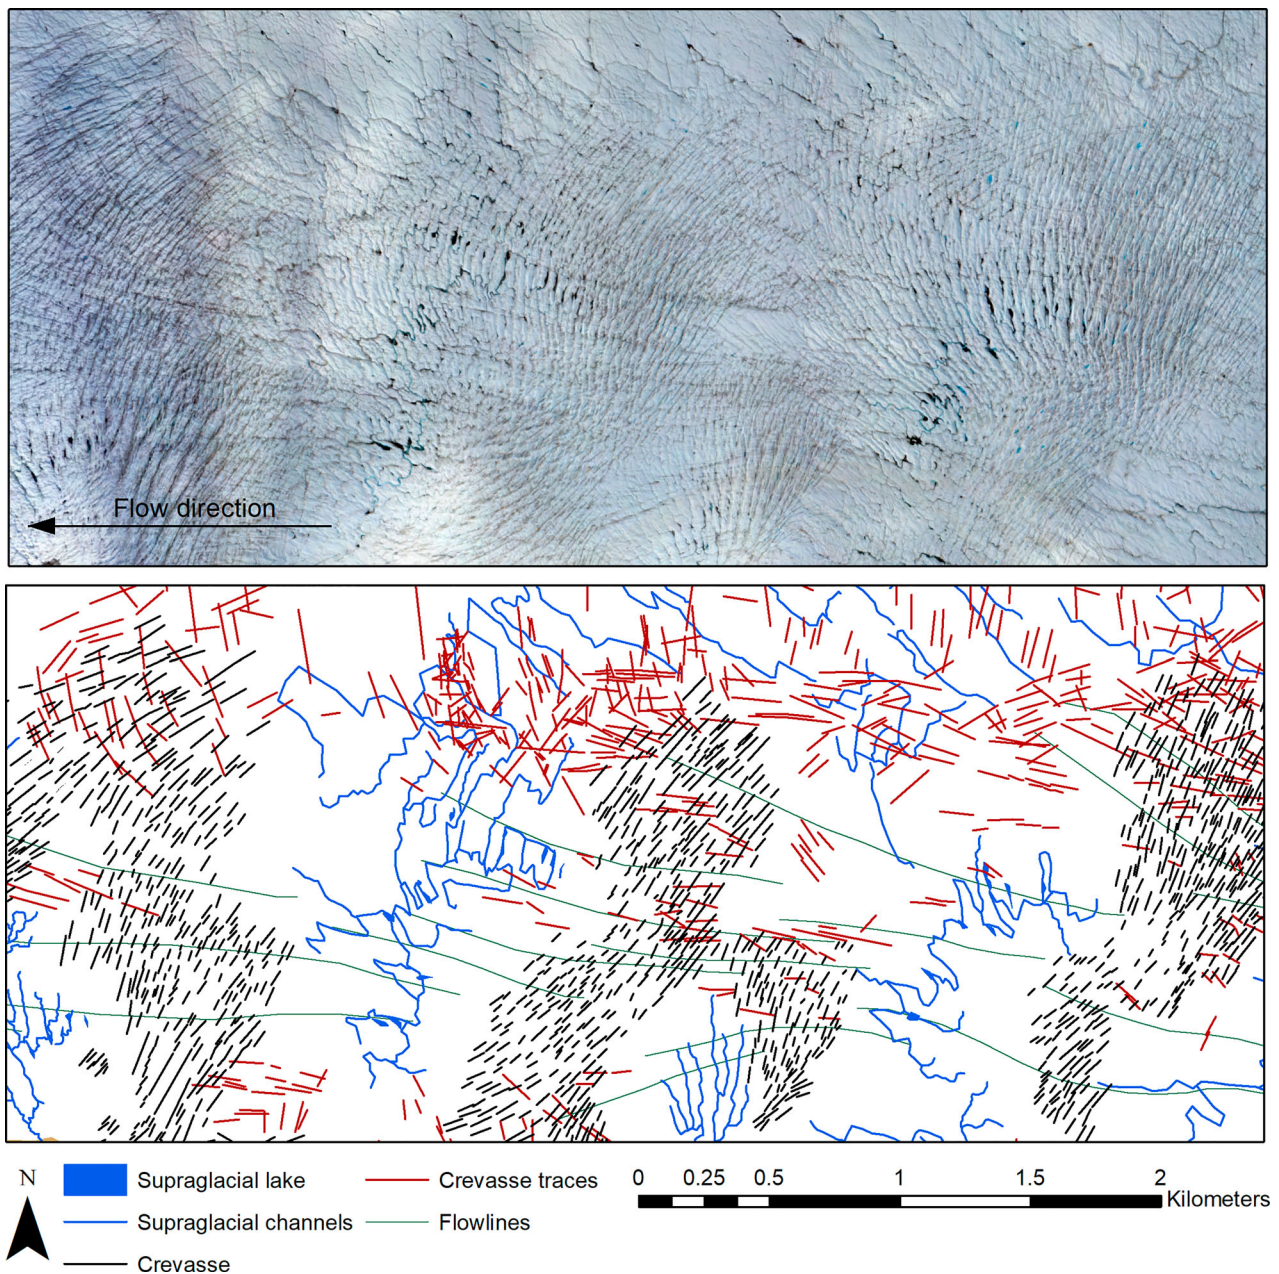 Flow direction
N
Supraglacial lake
Supraglacial channels
Crevasse
Crevasse traces
Flowlines
0 0.25 0.5 1 1.5 2
Kilometers